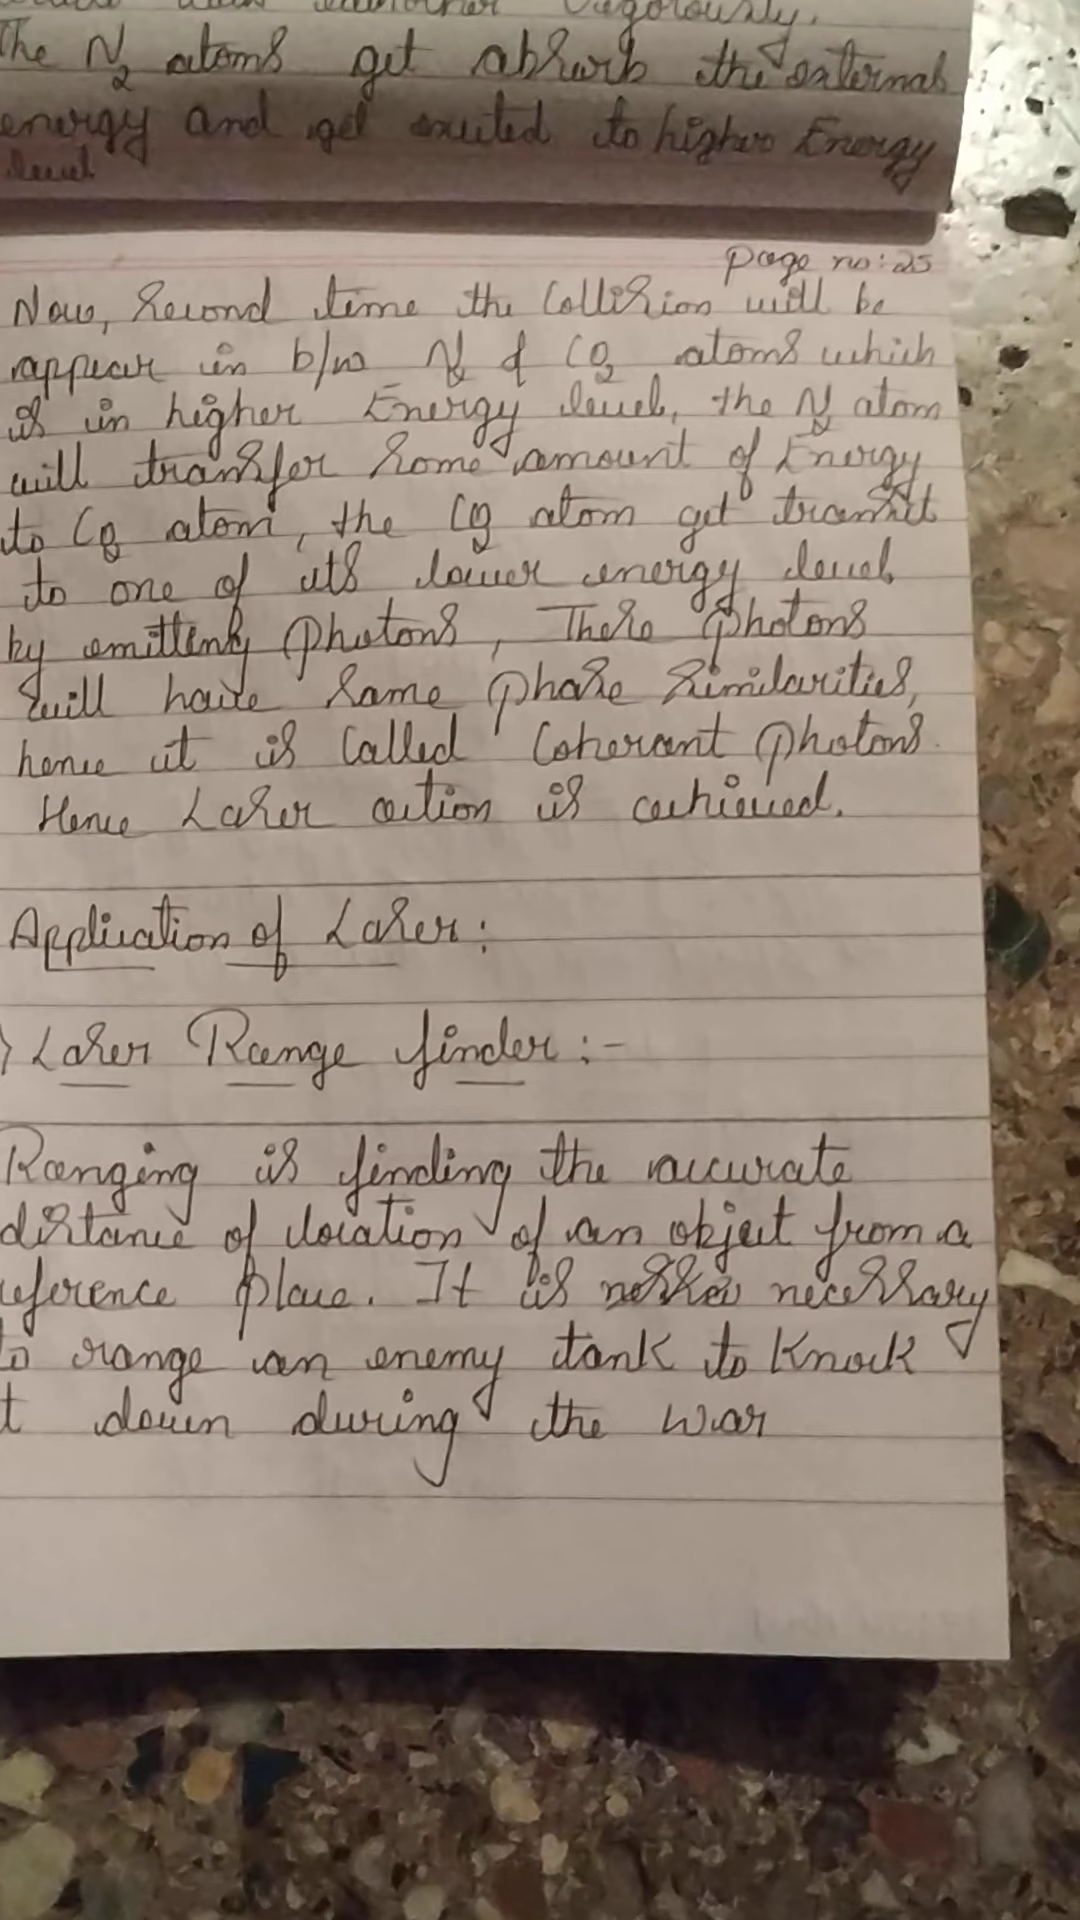 vigorously.
The N2 atoms get absorb the external
energy and get excited to higher Energy
level
page no: 25
Now, Second time the Collision will be
appear in b/w N2 & CO2 atoms which
is in higher Energy level, the N2 atom
will transfer some amount of Energy
to CO2 atom, the CO2 atom get transit
to one of its lower energy level
by emitting photons, These photons
will have same phase similarities,
hence it is called Coherant photons.
Hence Laser action is achieved.
Application of Laser:
> Laser Range finder :-
Ranging is finding the accurate
distance of location of an object from a
reference place. It is necessary
to range an enemy tank to Knock
t down during the war